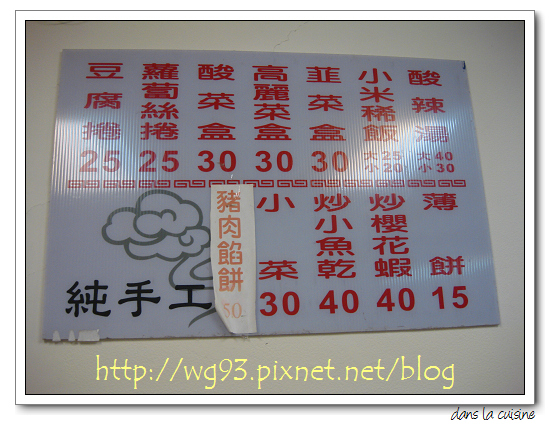 豆腐捲 25
蘿蔔絲捲 25
酸菜盒 30
高麗菜盒 30
韮菜盒 30
小米稀飯 大25 小20
酸辣湯 大40 小30
純手工
豬肉餡餅 50
小菜 30
炒小魚乾 40
炒櫻花蝦 40
薄餅 15
http://wg93.pixnet.net/blog
dans la cuisine